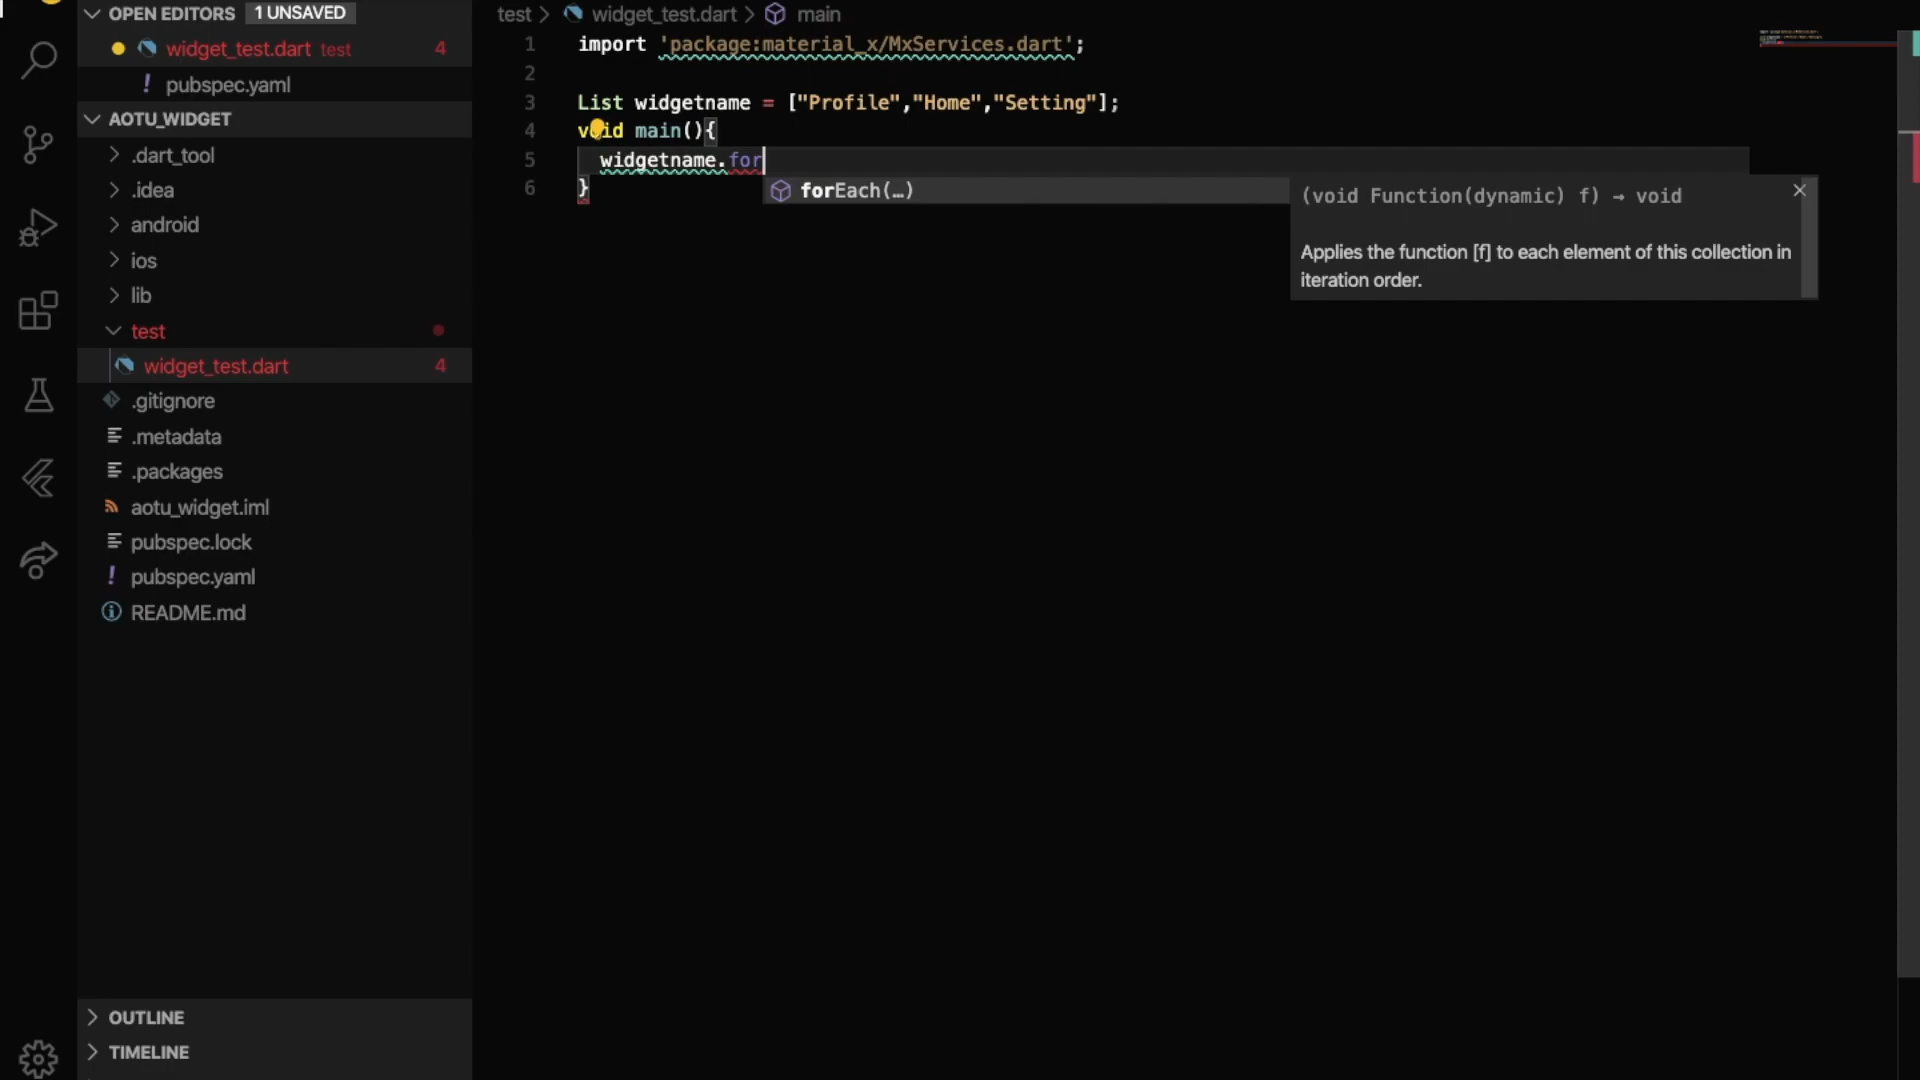 OPEN EDITORS 1 UNSAVED
widget_test.dart test 4
! pubspec.yaml
AOTU_WIDGET
.dart_tool
.idea
android
ios
lib
test
widget_test.dart 4
.gitignore
.metadata
.packages
aotu_widget.iml
pubspec.lock
! pubspec.yaml
README.md
OUTLINE
TIMELINE
test > widget_test.dart > main
1 import 'package:material_x/MxServices.dart';
2
3 List widgetname = ["Profile","Home","Setting"];
4 void main(){
5 widgetname.for
6 }
forEach(…)
(void Function(dynamic) f) → void
Applies the function [f] to each element of this collection in
iteration order.